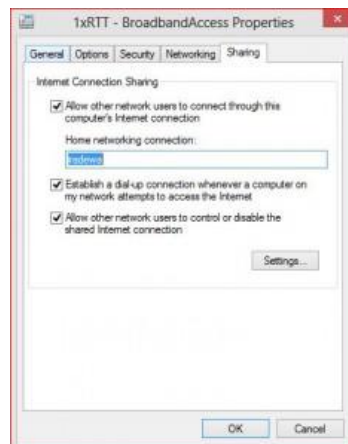 1xRTT - BroadbandAccess Properties
General Options Security Networking Sharing
Internet Connection Sharing
Allow other network users to connect through this
computer's Internet connection
Home networking connection:
Establish a dial-up connection whenever a computer on
my network attempts to access the Internet
Allow other network users to control or disable the
shared Internet connection
Settings...
OK Cancel